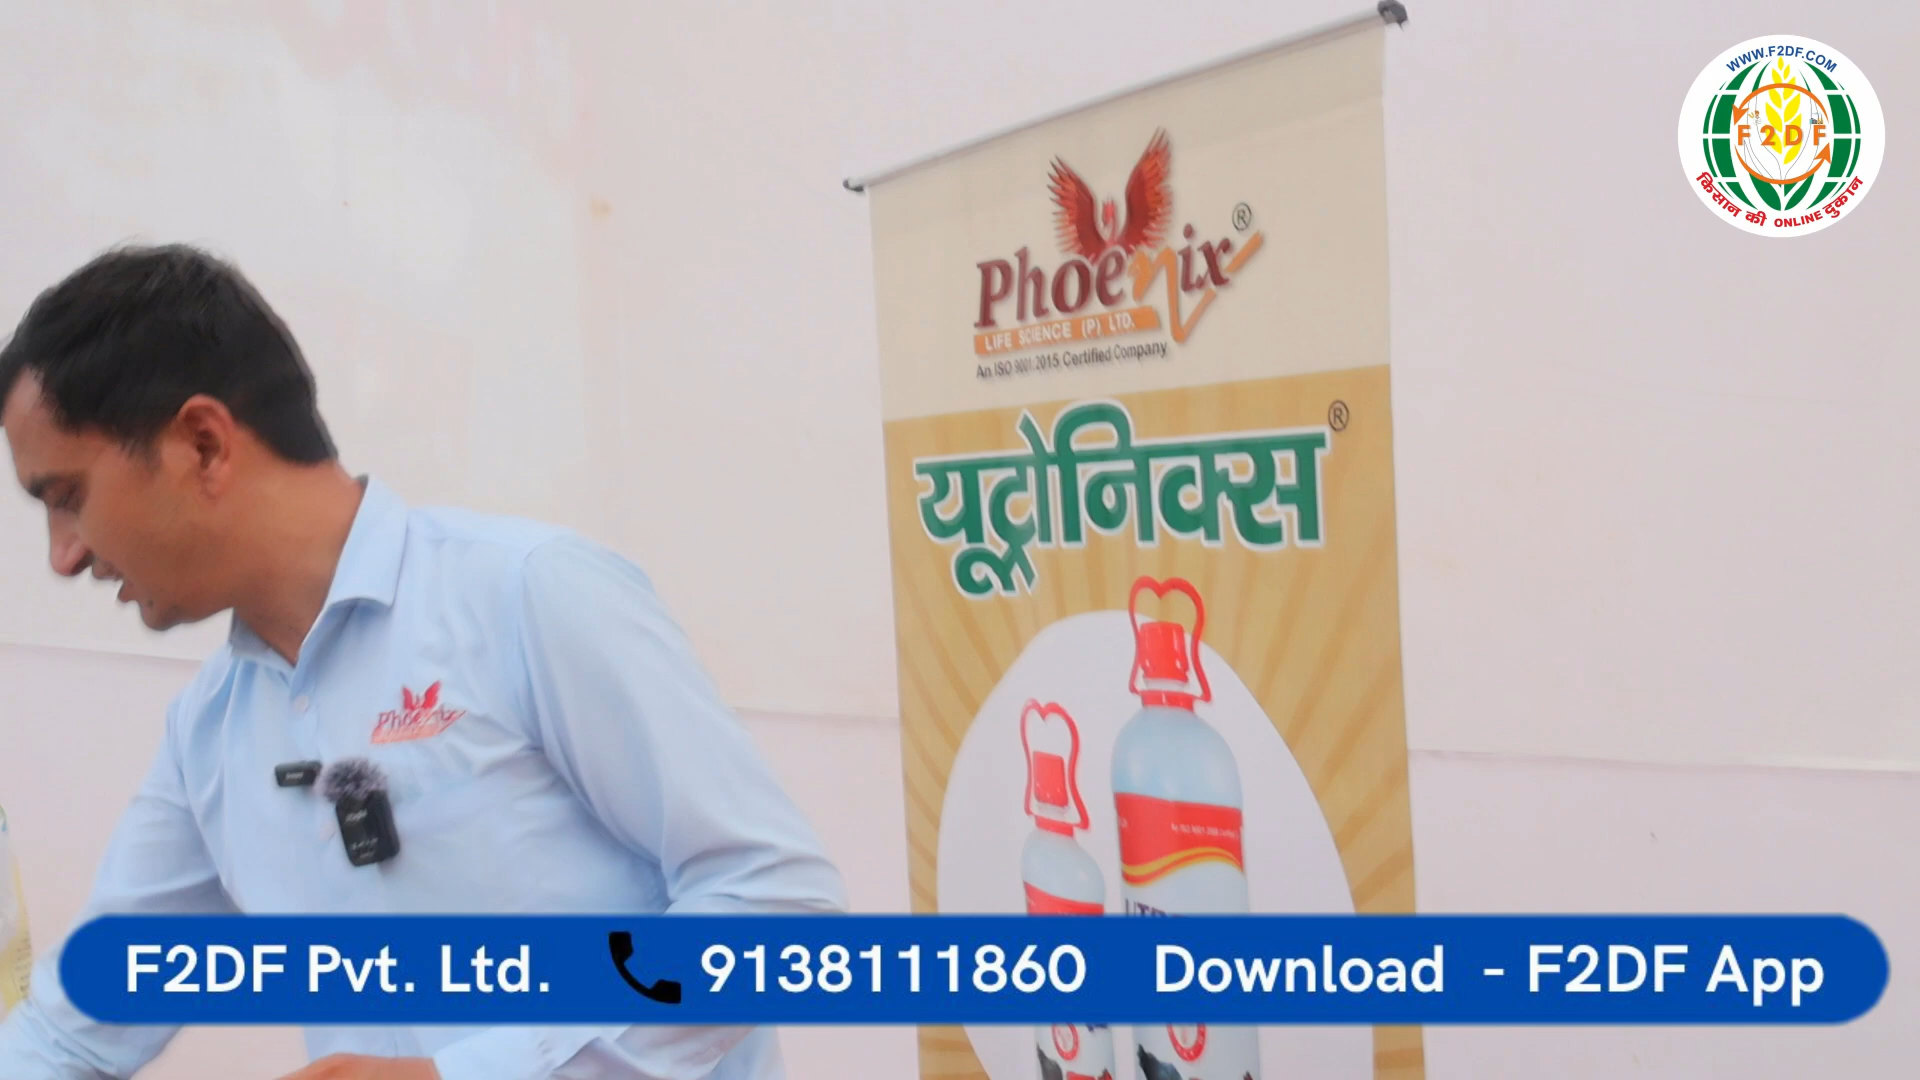 WWW.F2DF.COM
F2DF
किसान की ONLINE दुकान
Phoenix®
LIFE SCIENCE (P) LTD.
An ISO 9001:2015 Certified Company
यूट्रोनिक्स®
Phoenix
F2DF Pvt. Ltd. 9138111860 Download - F2DF App